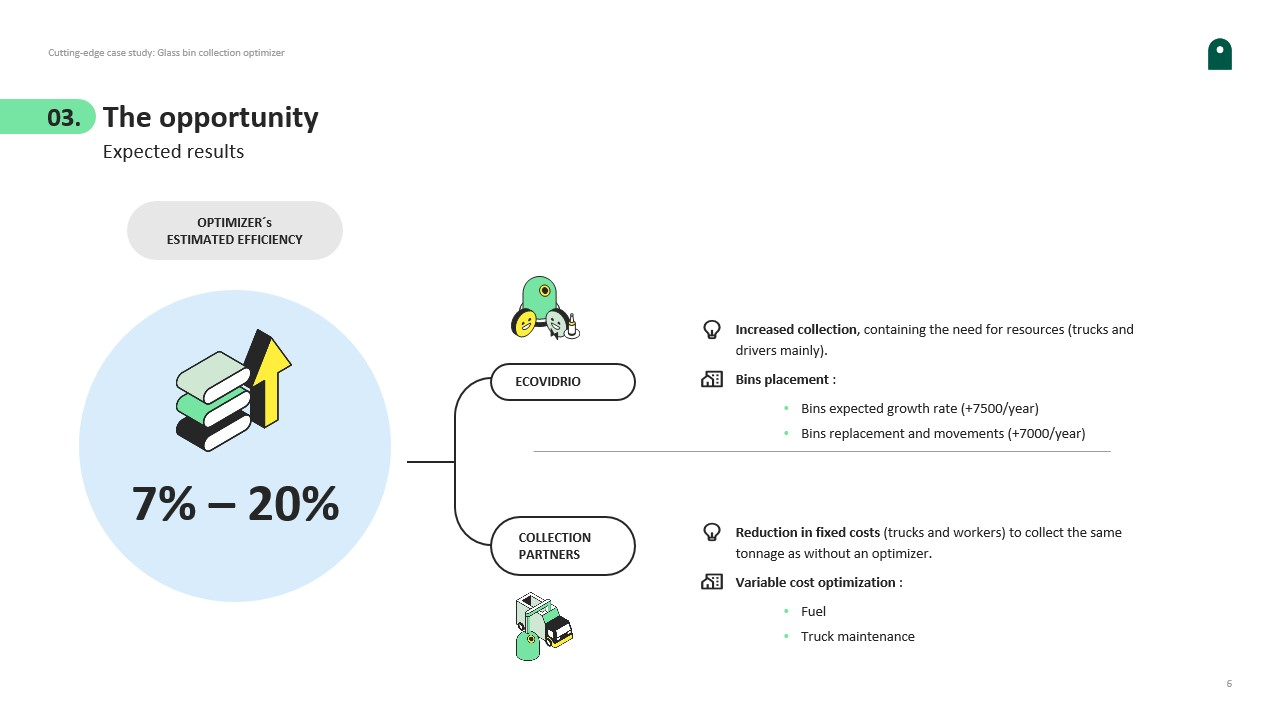 Cutting-edge case study: Glass bin collection optimizer
03. The opportunity
Expected results
OPTIMIZER´s
ESTIMATED EFFICIENCY
7% – 20%
ECOVIDRIO
Increased collection, containing the need for resources (trucks and
drivers mainly).
Bins placement :
• Bins expected growth rate (+7500/year)
• Bins replacement and movements (+7000/year)
COLLECTION
PARTNERS
Reduction in fixed costs (trucks and workers) to collect the same
tonnage as without an optimizer.
Variable cost optimization :
• Fuel
• Truck maintenance
6